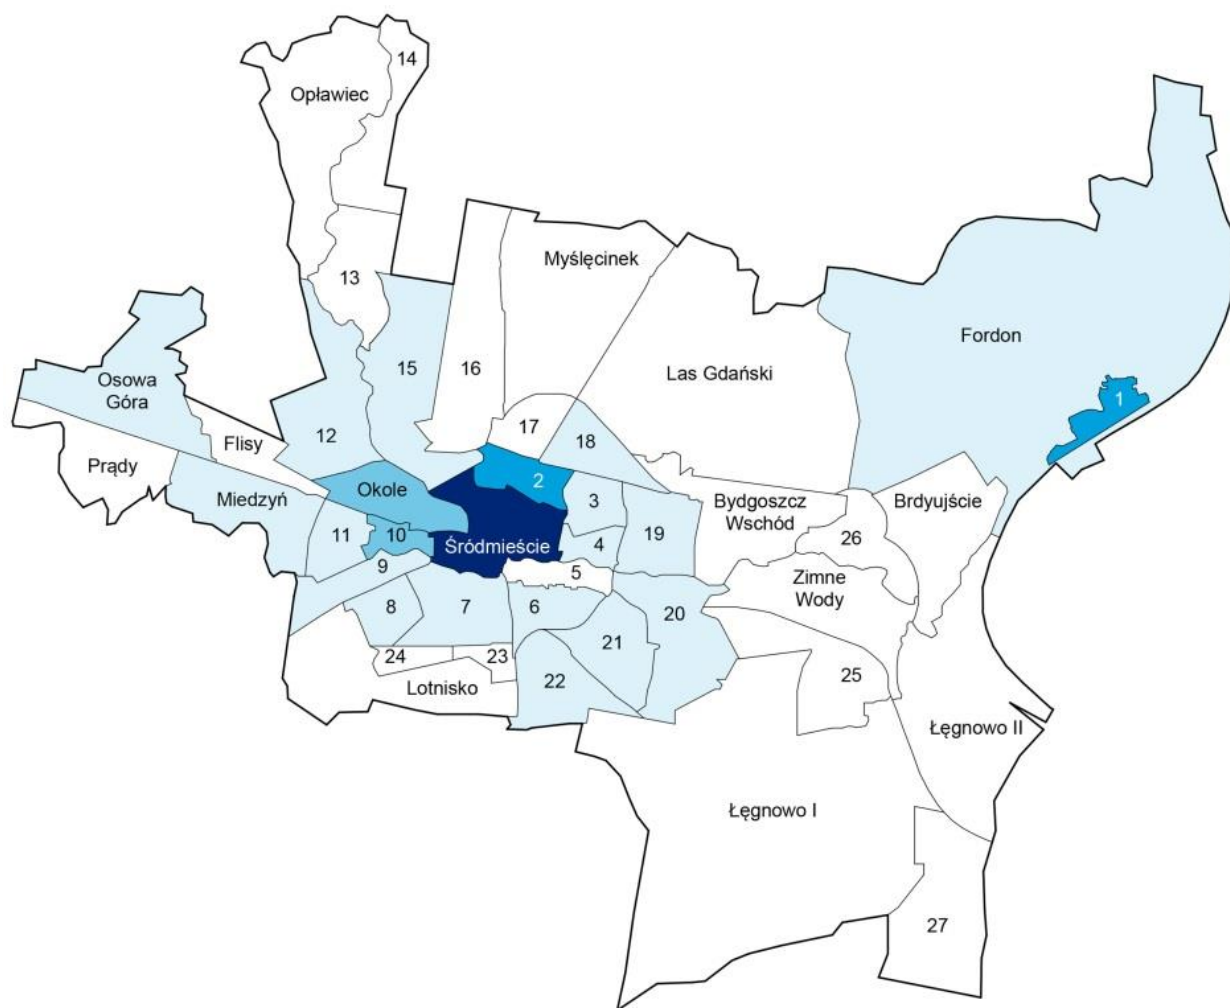 14
Opławiec
Myślęcinek
13
Fordon
15
16
Las Gdański
Osowa
Góra
1
17
12
18
Flisy
Prądy
2
Okole
Miedzyń
3
Bydgoszcz
Wschód
Brdyujście
11
10
Śródmieście
4
19
26
9
5
Zimne
Wody
8
7
6
20
21
24
23
Lotnisko
22
25
Łęgnowo II
Łęgnowo I
27